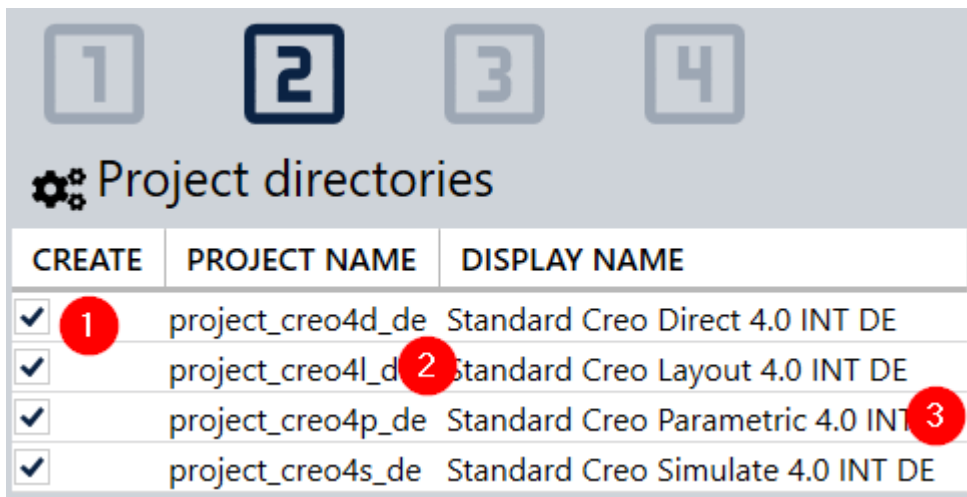 1 2 3 4
Project directories
CREATE PROJECT NAME DISPLAY NAME
1 project_creo4d_de Standard Creo Direct 4.0 INT DE
project_creo4l_d 2 Standard Creo Layout 4.0 INT DE
project_creo4p_de Standard Creo Parametric 4.0 INT 3
project_creo4s_de Standard Creo Simulate 4.0 INT DE